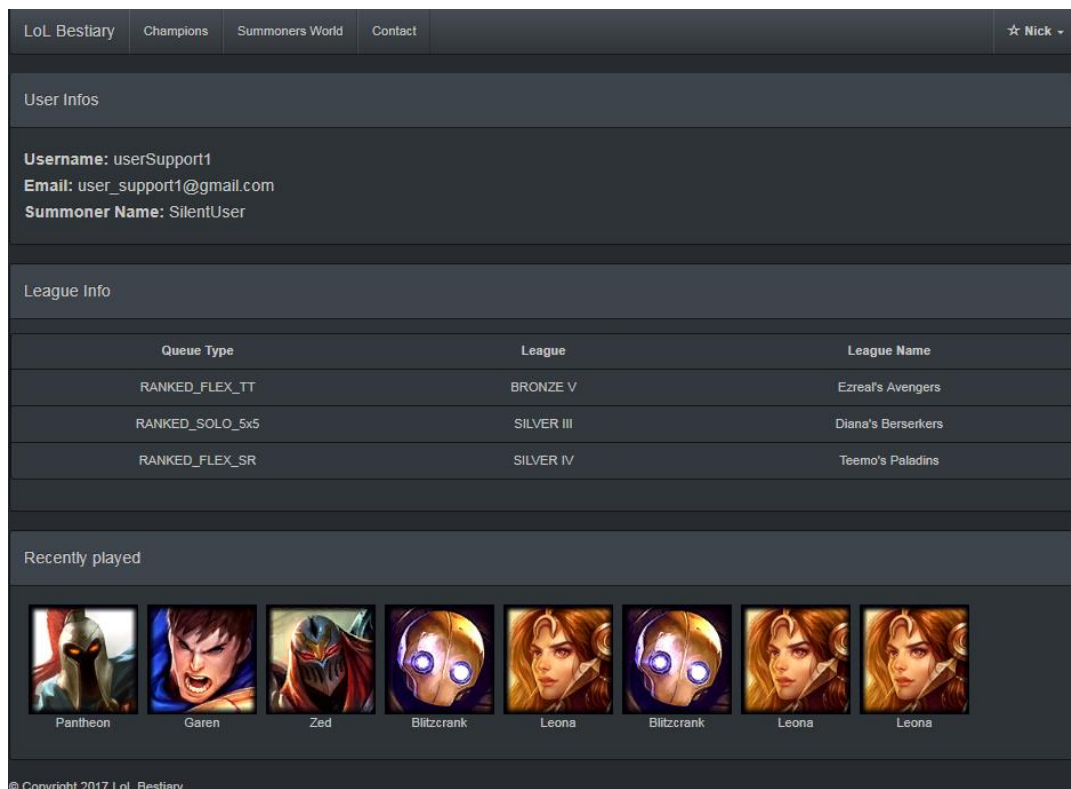 LoL Bestiary Champions Summoners World Contact ☆ Nick
User Infos
Username: userSupport1
Email: user_support1@gmail.com
Summoner Name: SilentUser
League Info
Queue Type League League Name
RANKED_FLEX_TT BRONZE V Ezreal's Avengers
RANKED_SOLO_5x5 SILVER III Diana's Berserkers
RANKED_FLEX_SR SILVER IV Teemo's Paladins
Recently played
Pantheon Garen Zed Blitzcrank Leona Blitzcrank Leona Leona
© Copyright 2017 LoL Bestiary